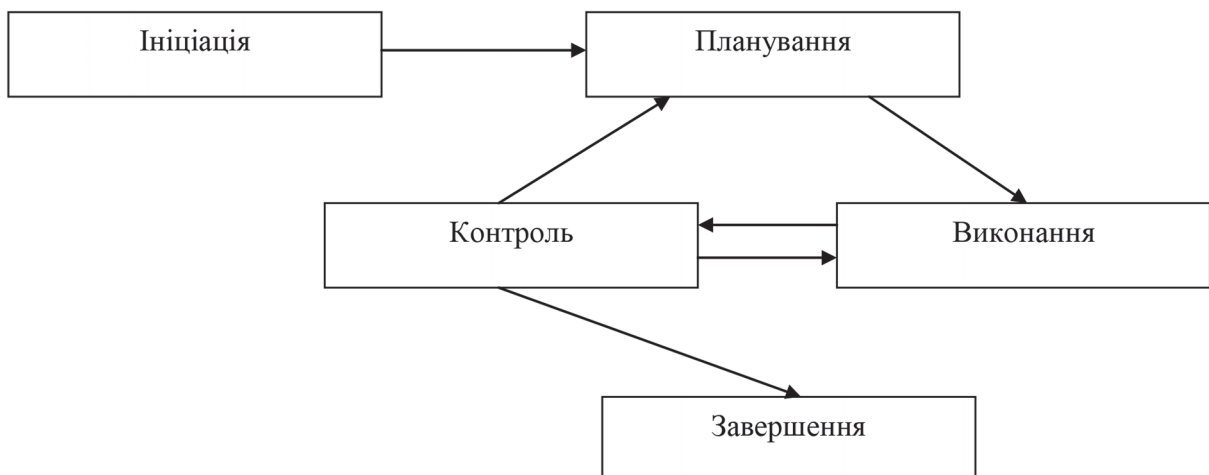 Ініціація
Планування
Контроль
Виконання
Завершення